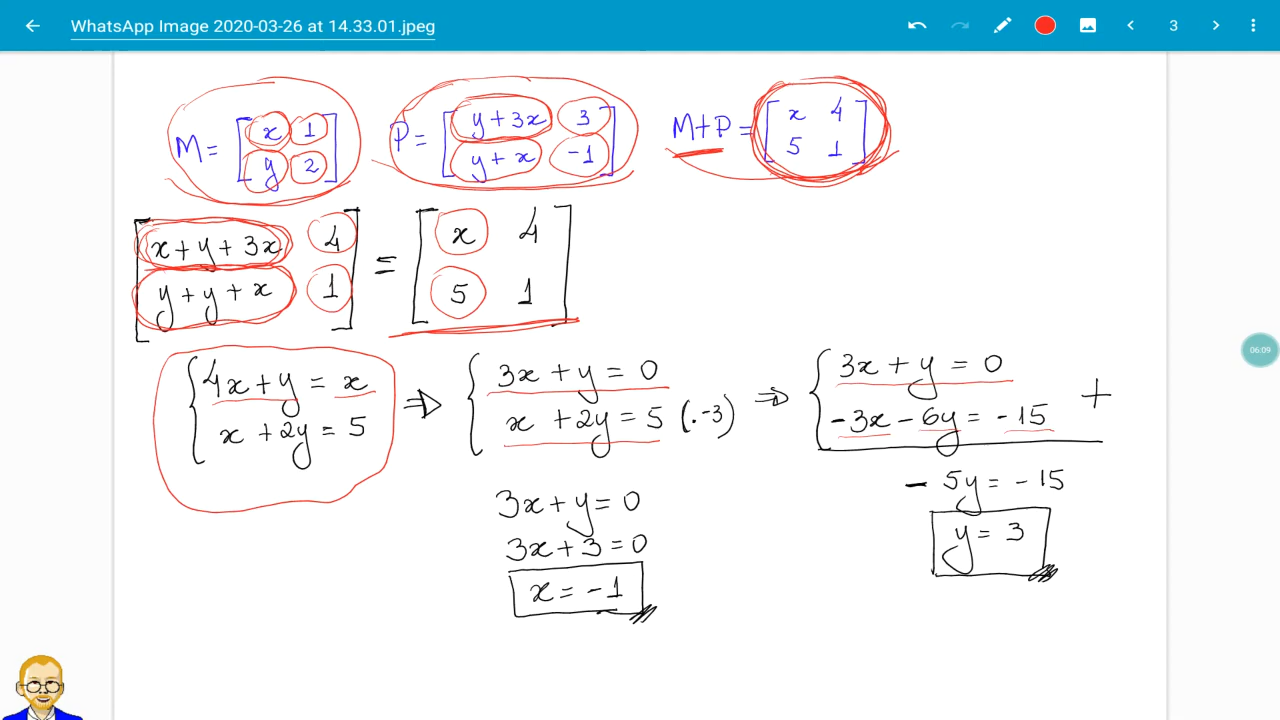 WhatsApp Image 2020-03-26 at 14.33.01.jpeg 3
M = [ x 1 P = [ y + 3x 3 M+P = [ x 4
y 2 ] y + x -1 ] 5 1 ]
[ x + y + 3x 4 = [ x 4
y + y + x 1 ] 5 1 ]
06:09
{ 4x + y = x ⇒ { 3x + y = 0 ⇒ { 3x + y = 0
x + 2y = 5 x + 2y = 5 (. -3) -3x - 6y = -15 +
- 5y = -15
y = 3
3x + y = 0
3x + 3 = 0
x = -1